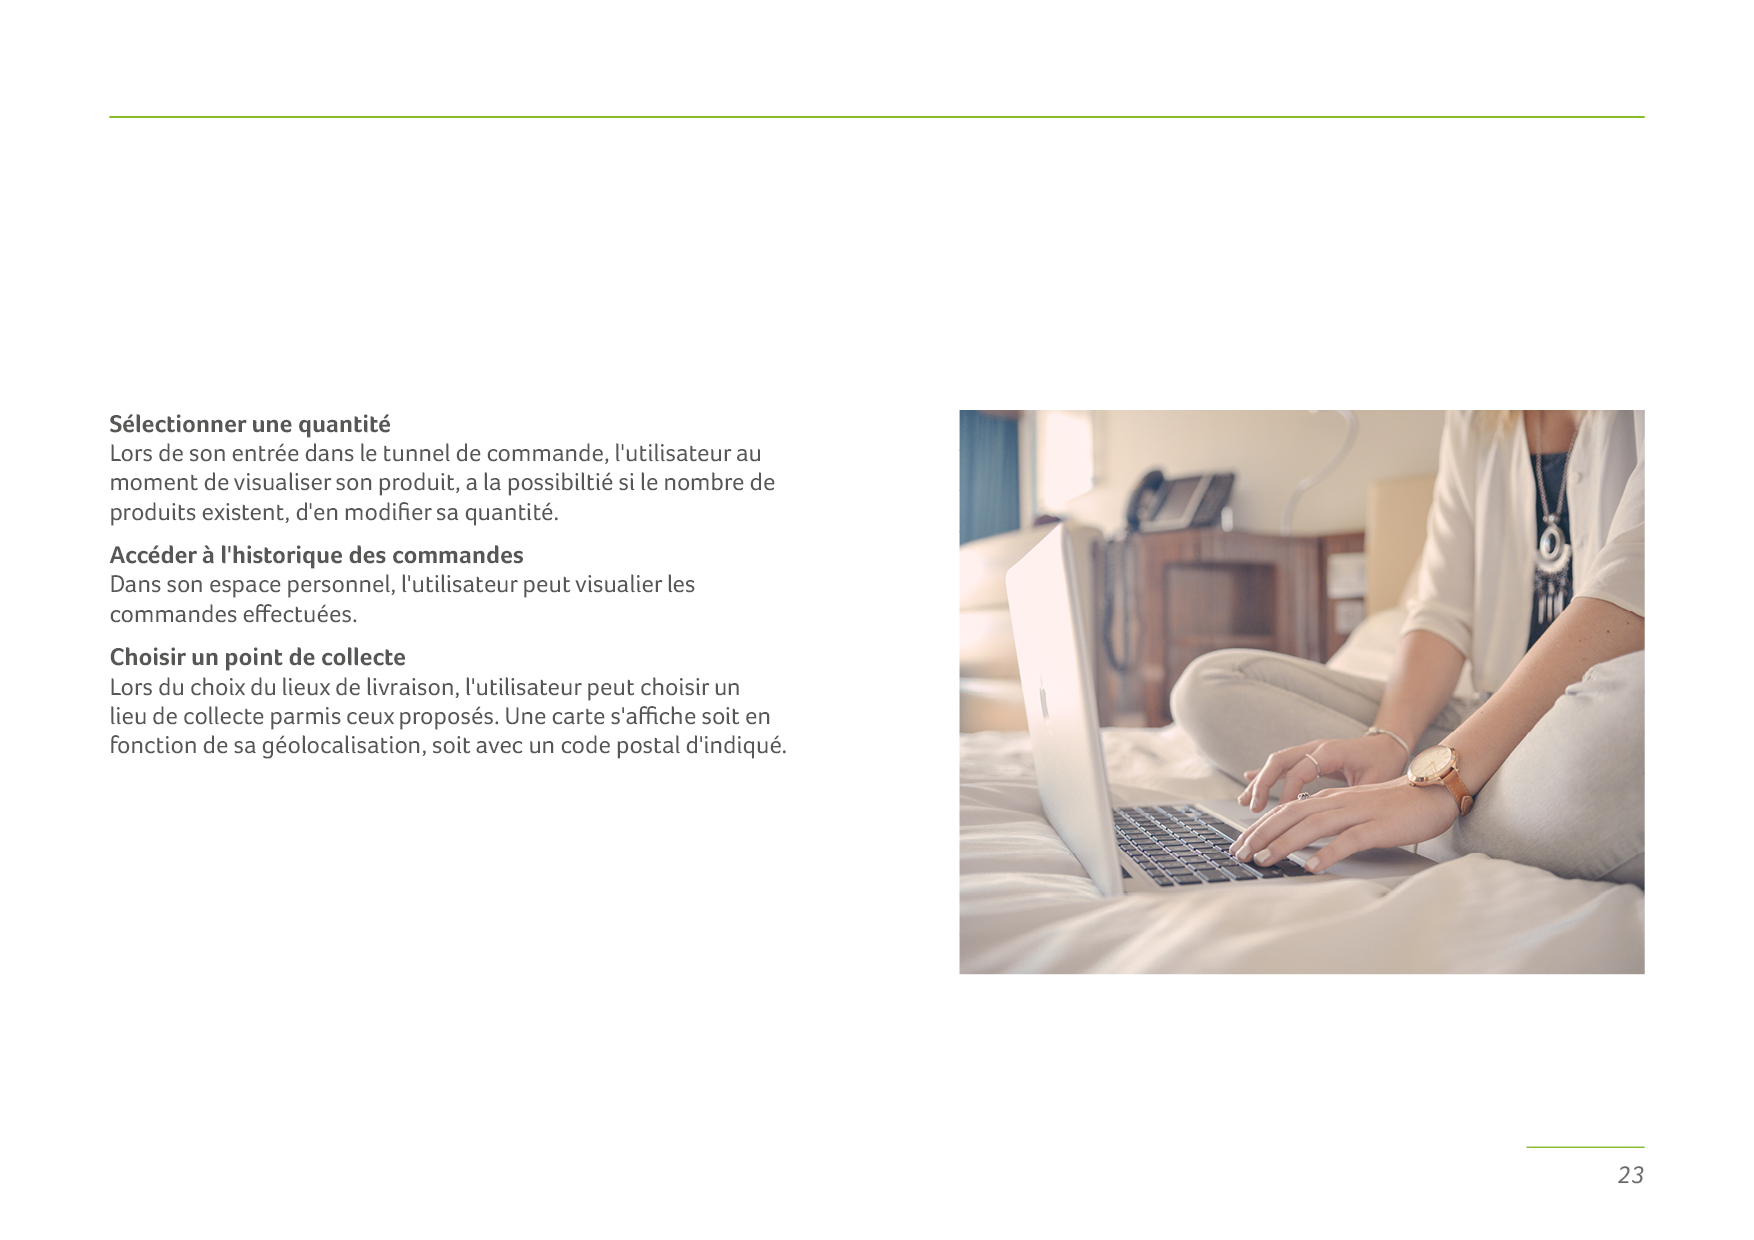 Sélectionner une quantité
Lors de son entrée dans le tunnel de commande, l'utilisateur au
moment de visualiser son produit, a la possibiltié si le nombre de
produits existent, d'en modifier sa quantité.
Accéder à l'historique des commandes
Dans son espace personnel, l'utilisateur peut visualier les
commandes effectuées.
Choisir un point de collecte
Lors du choix du lieux de livraison, l'utilisateur peut choisir un
lieu de collecte parmis ceux proposés. Une carte s'affiche soit en
fonction de sa géolocalisation, soit avec un code postal d'indiqué.
23